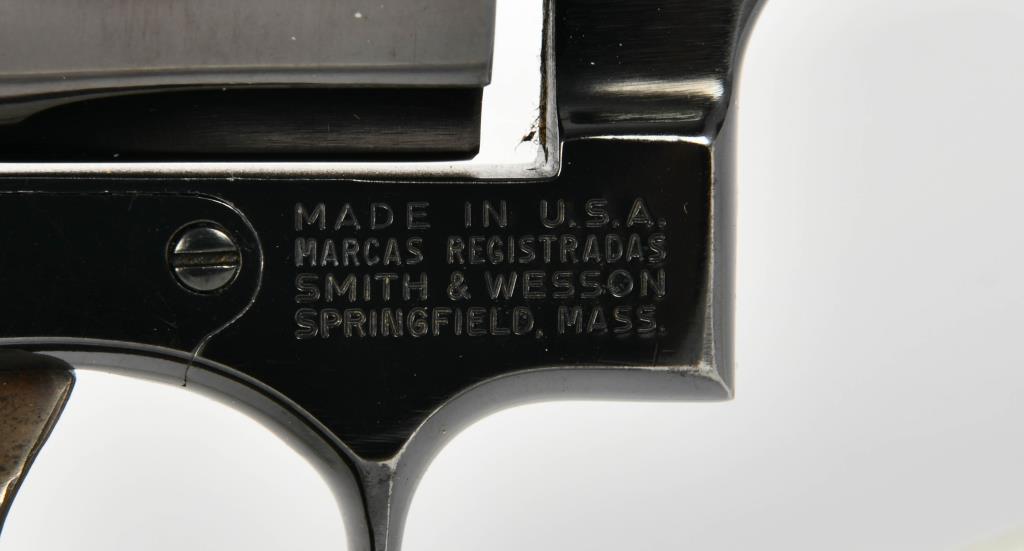 MADE IN U.S.A.
MARCAS REGISTRADAS
SMITH & WESSON
SPRINGFIELD, MASS.